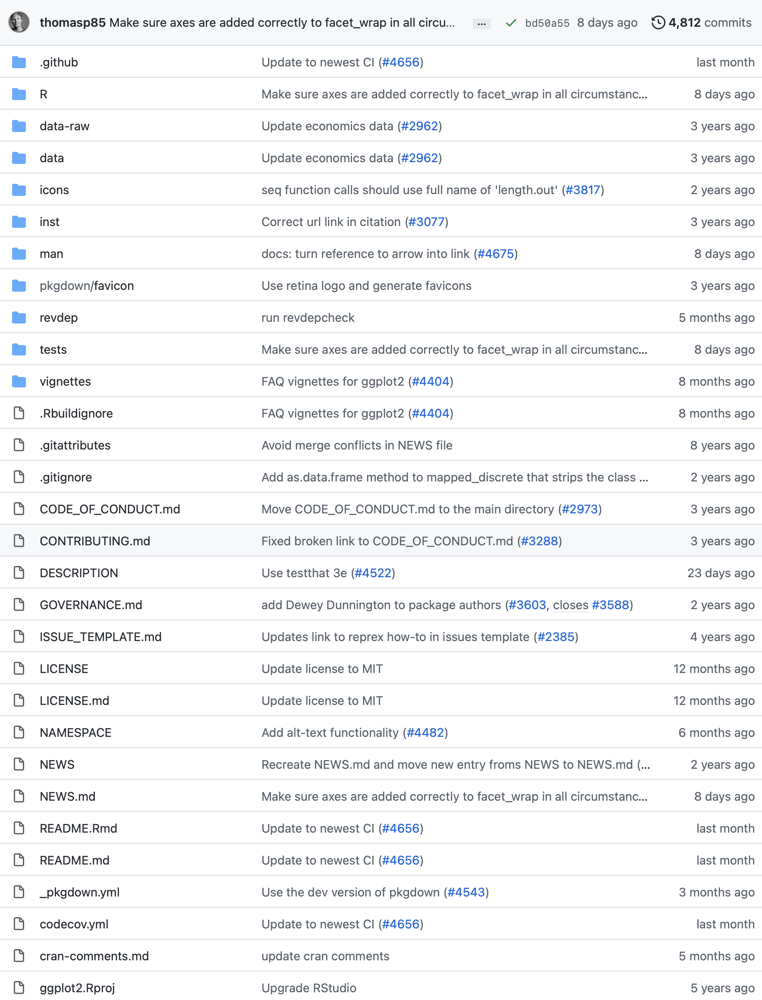 thomasp85 Make sure axes are added correctly to facet_wrap in all circu... ... bd50a55 8 days ago 4,812 commits
.github Update to newest CI (#4656) last month
R Make sure axes are added correctly to facet_wrap in all circumstanc... 8 days ago
data-raw Update economics data (#2962) 3 years ago
data Update economics data (#2962) 3 years ago
icons seq function calls should use full name of 'length.out' (#3817) 2 years ago
inst Correct url link in citation (#3077) 3 years ago
man docs: turn reference to arrow into link (#4675) 8 days ago
pkgdown/favicon Use retina logo and generate favicons 3 years ago
revdep run revdepcheck 5 months ago
tests Make sure axes are added correctly to facet_wrap in all circumstanc... 8 days ago
vignettes FAQ vignettes for ggplot2 (#4404) 8 months ago
.Rbuildignore FAQ vignettes for ggplot2 (#4404) 8 months ago
.gitattributes Avoid merge conflicts in NEWS file 8 years ago
.gitignore Add as.data.frame method to mapped_discrete that strips the class ... 2 years ago
CODE_OF_CONDUCT.md Move CODE_OF_CONDUCT.md to the main directory (#2973) 3 years ago
CONTRIBUTING.md Fixed broken link to CODE_OF_CONDUCT.md (#3288) 3 years ago
DESCRIPTION Use testthat 3e (#4522) 23 days ago
GOVERNANCE.md add Dewey Dunnington to package authors (#3603, closes #3588) 2 years ago
ISSUE_TEMPLATE.md Updates link to reprex how-to in issues template (#2385) 4 years ago
LICENSE Update license to MIT 12 months ago
LICENSE.md Update license to MIT 12 months ago
NAMESPACE Add alt-text functionality (#4482) 6 months ago
NEWS Recreate NEWS.md and move new entry froms NEWS to NEWS.md (... 2 years ago
NEWS.md Make sure axes are added correctly to facet_wrap in all circumstanc... 8 days ago
README.Rmd Update to newest CI (#4656) last month
README.md Update to newest CI (#4656) last month
_pkgdown.yml Use the dev version of pkgdown (#4543) 3 months ago
codecov.yml Update to newest CI (#4656) last month
cran-comments.md update cran comments 5 months ago
ggplot2.Rproj Upgrade RStudio 5 years ago